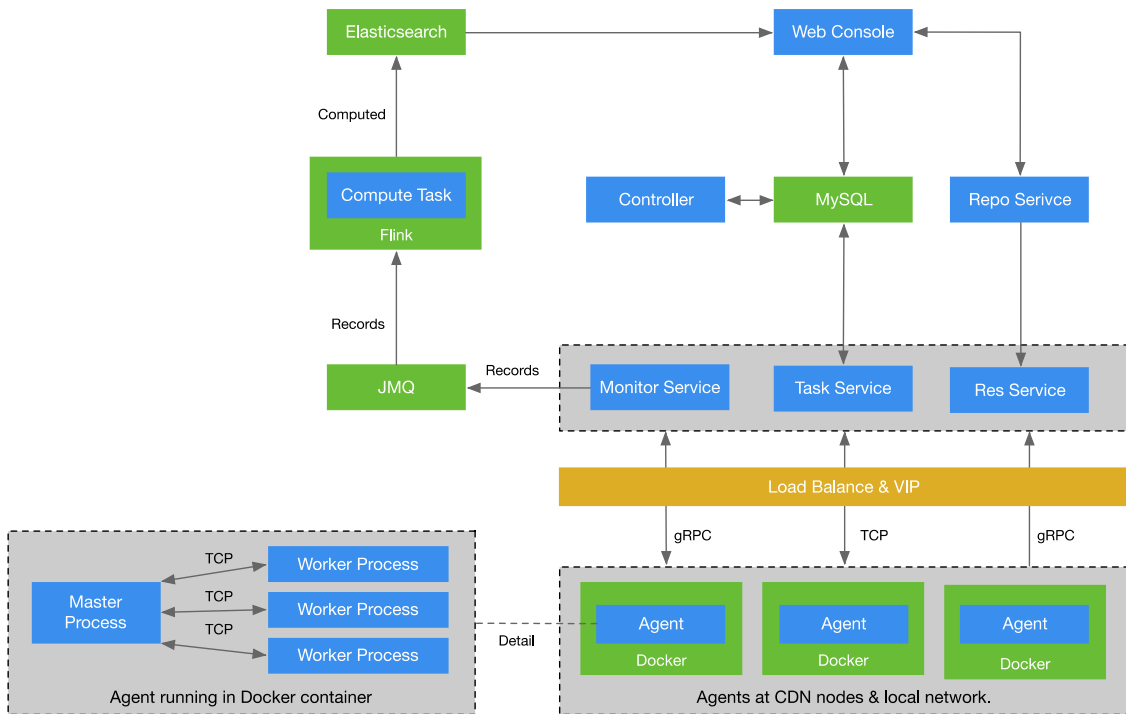 Elasticsearch
Web Console
Computed
Compute Task
Flink
Controller
MySQL
Repo Serivce
Records
JMQ
Records
Monitor Service
Task Service
Res Service
Load Balance & VIP
gRPC
TCP
gRPC
Master
Process
TCP
TCP
TCP
Worker Process
Worker Process
Worker Process
Agent running in Docker container
Detail
Agent
Docker
Agent
Docker
Agent
Docker
Agents at CDN nodes & local network.